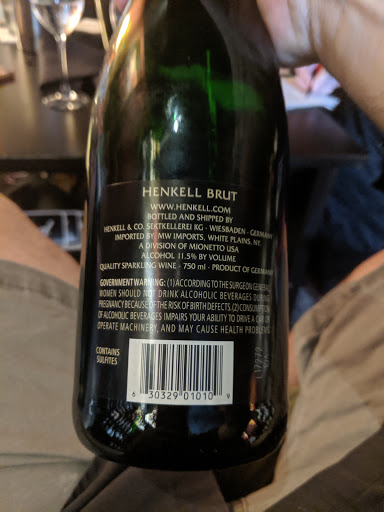 HENKELL BRUT
WWW.HENKELL.COM
BOTTLED AND SHIPPED BY
HENKELL & CO. SEKTKELLEREI KG - WIESBADEN - GERMANY
IMPORTED BY: MW IMPORTS, WHITE PLAINS, NY.
A DIVISION OF MIONETTO USA
ALCOHOL 11.5% BY VOLUME
QUALITY SPARKLING WINE - 750 ml - PRODUCT OF GERMANY
GOVERNMENT WARNING: (1) ACCORDING TO THE SURGEON GENERAL,
WOMEN SHOULD NOT DRINK ALCOHOLIC BEVERAGES DURING
PREGNANCY BECAUSE OF THE RISK OF BIRTH DEFECTS. (2) CONSUMPTION
OF ALCOHOLIC BEVERAGES IMPAIRS YOUR ABILITY TO DRIVE A CAR OR
OPERATE MACHINERY, AND MAY CAUSE HEALTH PROBLEMS
CONTAINS
SULFITES
6 30329 01010 9